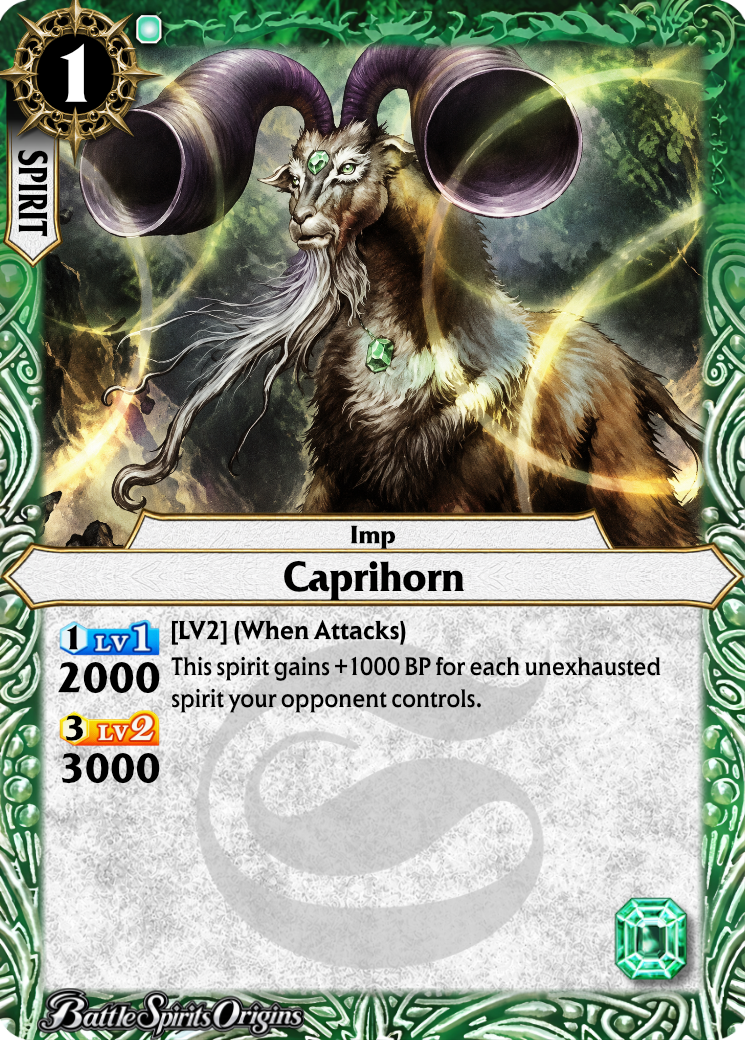 1
SPIRIT
Imp
Caprihorn
1 LV1
2000
[LV2] (When Attacks)
This spirit gains +1000 BP for each unexhausted
spirit your opponent controls.
3 LV2
3000
Battle Spirits Origins